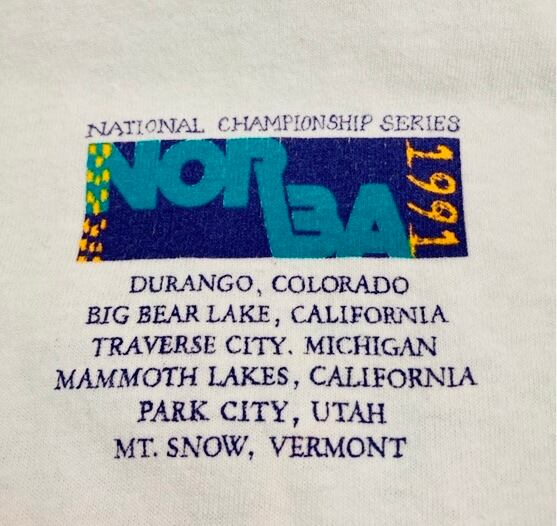 NATIONAL CHAMPIONSHIP SERIES
NORBA 1991
DURANGO, COLORADO
BIG BEAR LAKE, CALIFORNIA
TRAVERSE CITY. MICHIGAN
MAMMOTH LAKES, CALIFORNIA
PARK CITY, UTAH
MT. SNOW, VERMONT